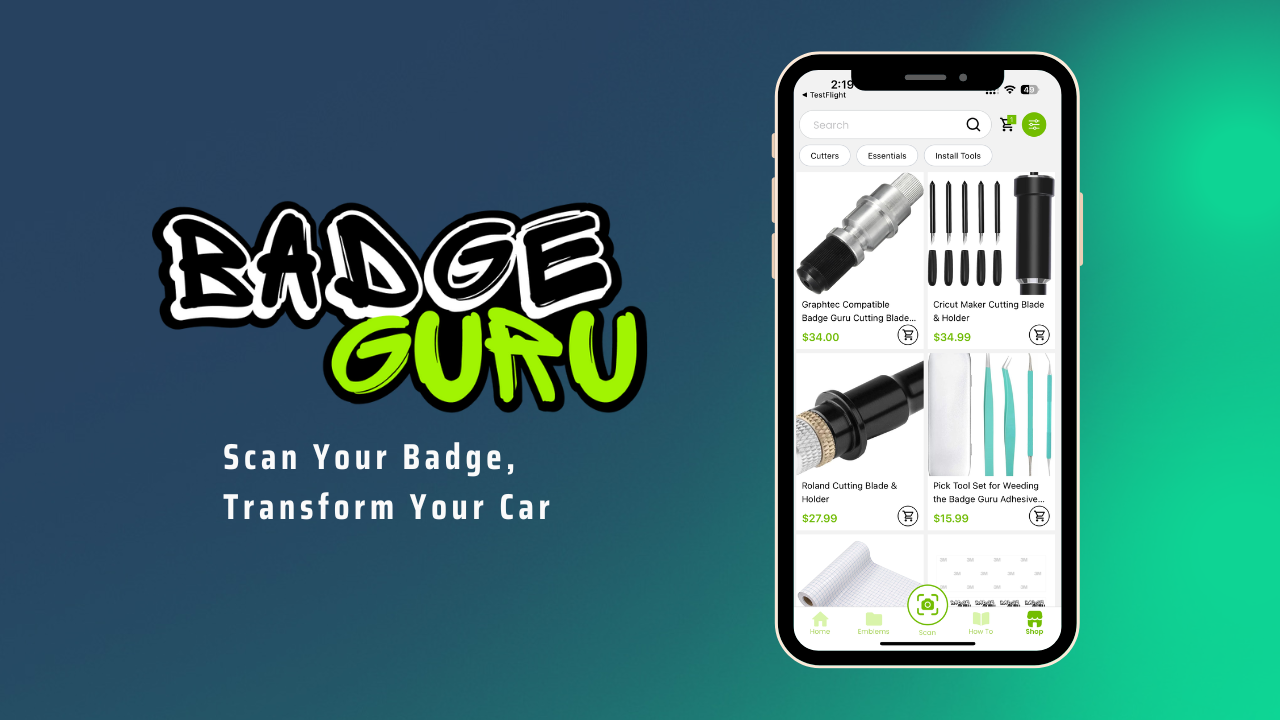 BADGE
GURU
Scan Your Badge,
Transform Your Car
2:19
◀ TestFlight
49
Search
1
Cutters
Essentials
Install Tools
Graphtec Compatible
Badge Guru Cutting Blade...
$34.00
Cricut Maker Cutting Blade
& Holder
$34.99
Roland Cutting Blade &
Holder
$27.99
Pick Tool Set for Weeding
the Badge Guru Adhesive...
$15.99
Home
Emblems
Scan
How To
Shop